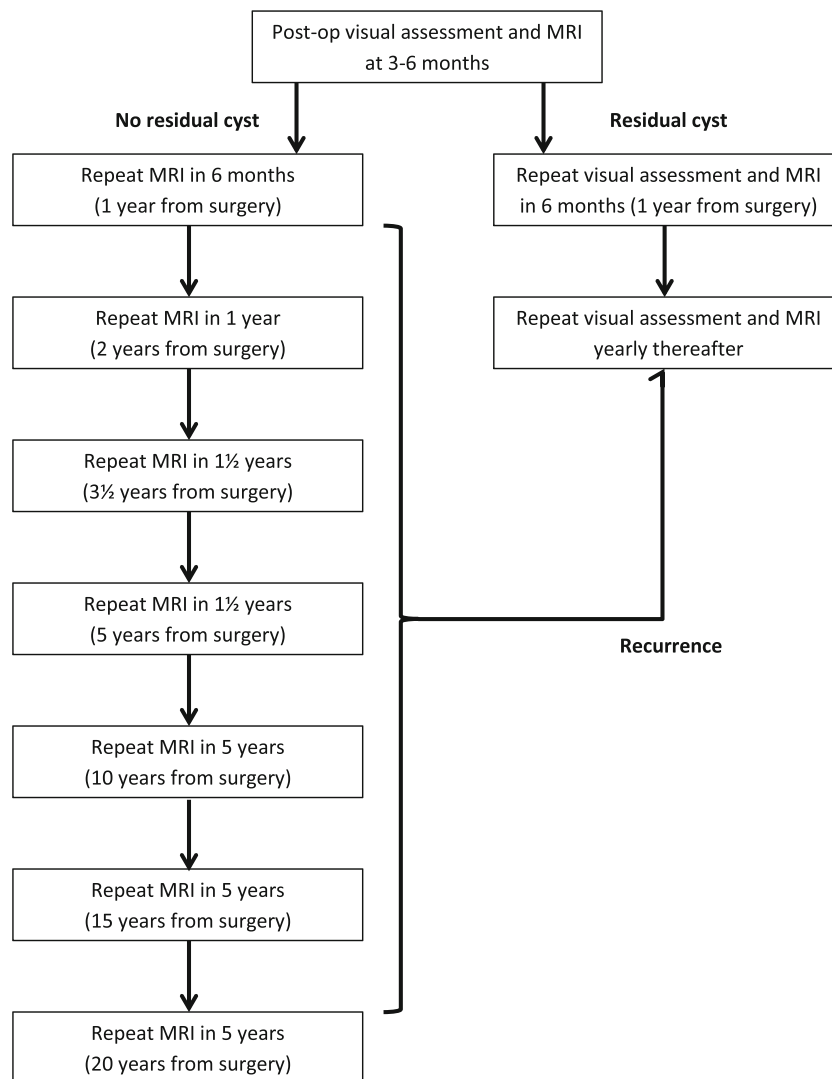 Post-op visual assessment and MRI
at 3-6 months
No residual cyst
Residual cyst
Repeat MRI in 6 months
(1 year from surgery)
Repeat visual assessment and MRI
in 6 months (1 year from surgery)
Repeat MRI in 1 year
(2 years from surgery)
Repeat visual assessment and MRI
yearly thereafter
Repeat MRI in 1½ years
(3½ years from surgery)
Repeat MRI in 1½ years
(5 years from surgery)
Recurrence
Repeat MRI in 5 years
(10 years from surgery)
Repeat MRI in 5 years
(15 years from surgery)
Repeat MRI in 5 years
(20 years from surgery)